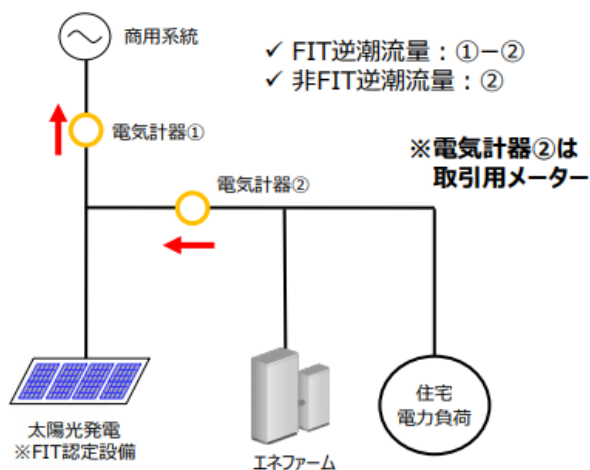 商用系統
✓ FIT逆潮流量:①-②
✓ 非FIT逆潮流量:②
電気計器①
※電気計器②は
取引用メーター
電気計器②
太陽光発電
※FIT認定設備
エネファーム
住宅
電力負荷